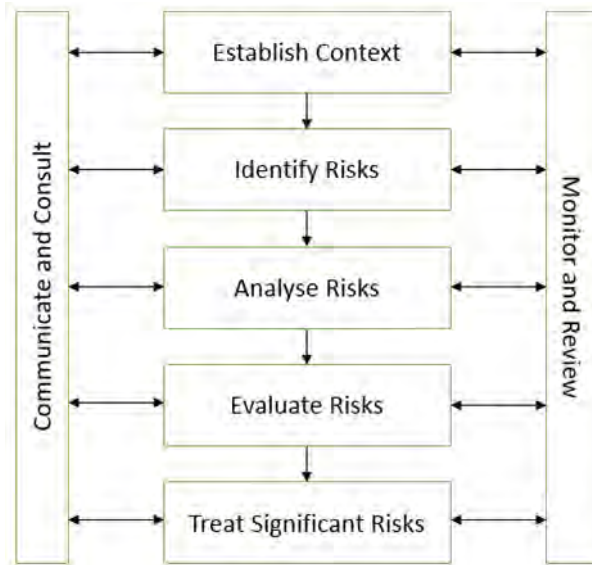 Establish Context
Identify Risks
Analyse Risks
Evaluate Risks
Treat Significant Risks
Communicate and Consult
Monitor and Review